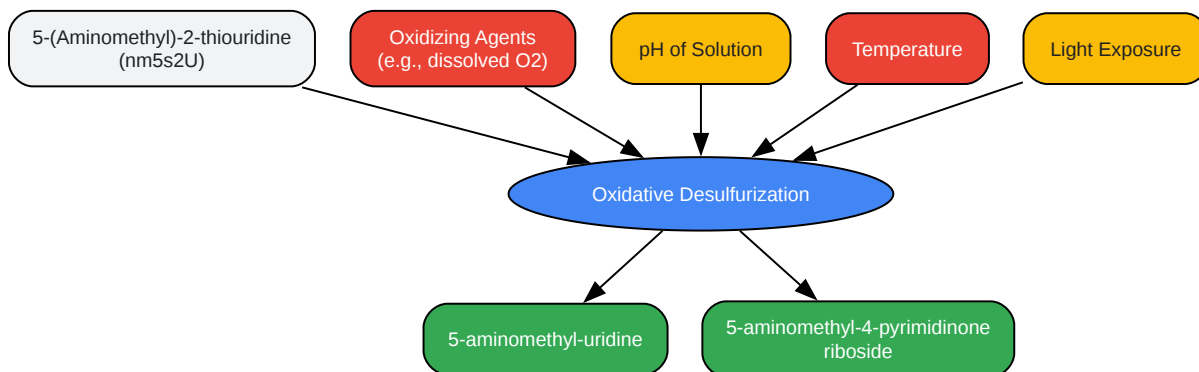 5-(Aminomethyl)-2-thiouridine
(nm5s2U)
Oxidizing Agents
(e.g., dissolved O2)
pH of Solution
Temperature
Light Exposure
Oxidative Desulfurization
5-aminomethyl-uridine
5-aminomethyl-4-pyrimidinone
riboside